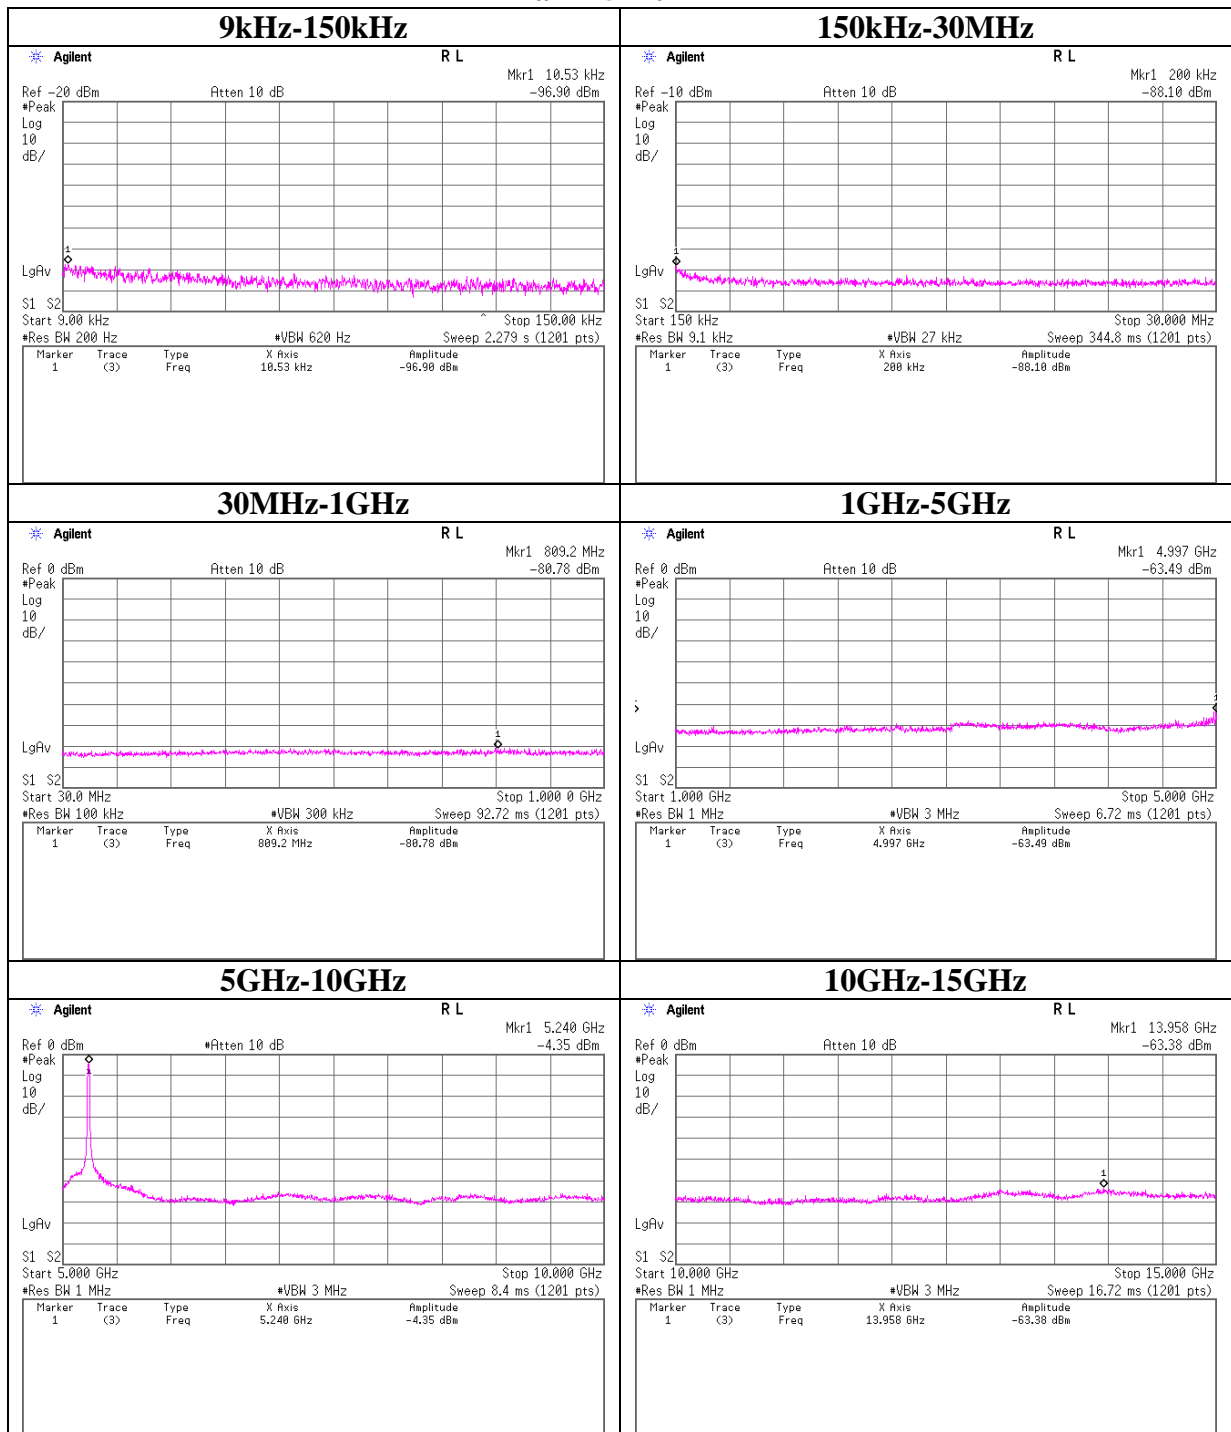 9kHz-150kHz
Agilent R L
Mkr1 10.53 kHz
Ref -20 dBm Atten 10 dB -96.90 dBm
#Peak
Log
10
dB/
1
LgAv
S1 S2
Start 9.00 kHz ^ Stop 150.00 kHz
#Res BW 200 Hz #VBW 620 Hz Sweep 2.279 s (1201 pts)
Marker Trace Type X Axis Amplitude
1 (3) Freq 10.53 kHz -96.90 dBm
150kHz-30MHz
Agilent R L
Mkr1 200 kHz
Ref -10 dBm Atten 10 dB -88.10 dBm
#Peak
Log
10
dB/
1
LgAv
S1 S2
Start 150 kHz Stop 30.000 MHz
#Res BW 9.1 kHz #VBW 27 kHz Sweep 344.8 ms (1201 pts)
Marker Trace Type X Axis Amplitude
1 (3) Freq 200 kHz -88.10 dBm
30MHz-1GHz
Agilent R L
Mkr1 809.2 MHz
Ref 0 dBm Atten 10 dB -80.78 dBm
#Peak
Log
10
dB/
1
LgAv
S1 S2
Start 30.0 MHz Stop 1.000 0 GHz
#Res BW 100 kHz #VBW 300 kHz Sweep 92.72 ms (1201 pts)
Marker Trace Type X Axis Amplitude
1 (3) Freq 809.2 MHz -80.78 dBm
1GHz-5GHz
Agilent R L
Mkr1 4.997 GHz
Ref 0 dBm Atten 10 dB -63.49 dBm
#Peak
Log
10
dB/
1
LgAv
S1 S2
Start 1.000 GHz Stop 5.000 GHz
#Res BW 1 MHz #VBW 3 MHz Sweep 6.72 ms (1201 pts)
Marker Trace Type X Axis Amplitude
1 (3) Freq 4.997 GHz -63.49 dBm
5GHz-10GHz
Agilent R L
Mkr1 5.240 GHz
Ref 0 dBm #Atten 10 dB -4.35 dBm
#Peak
Log
10
dB/
1
LgAv
S1 S2
Start 5.000 GHz Stop 10.000 GHz
#Res BW 1 MHz #VBW 3 MHz Sweep 8.4 ms (1201 pts)
Marker Trace Type X Axis Amplitude
1 (3) Freq 5.240 GHz -4.35 dBm
10GHz-15GHz
Agilent R L
Mkr1 13.958 GHz
Ref 0 dBm Atten 10 dB -63.38 dBm
#Peak
Log
10
dB/
1
LgAv
S1 S2
Start 10.000 GHz Stop 15.000 GHz
#Res BW 1 MHz #VBW 3 MHz Sweep 16.72 ms (1201 pts)
Marker Trace Type X Axis Amplitude
1 (3) Freq 13.958 GHz -63.38 dBm